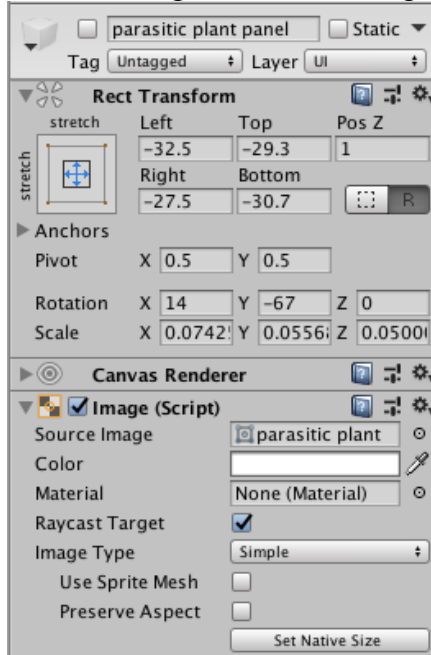 parasitic plant panel Static
Tag Untagged Layer UI
Rect Transform
stretch Left Top Pos Z
stretch -32.5 -29.3 1
Right Bottom
-27.5 -30.7 R
Anchors
Pivot X 0.5 Y 0.5
Rotation X 14 Y -67 Z 0
Scale X 0.0742 Y 0.0556 Z 0.0500
Canvas Renderer
Image (Script)
Source Image parasitic plant
Color
Material None (Material)
Raycast Target
Image Type Simple
Use Sprite Mesh
Preserve Aspect
Set Native Size